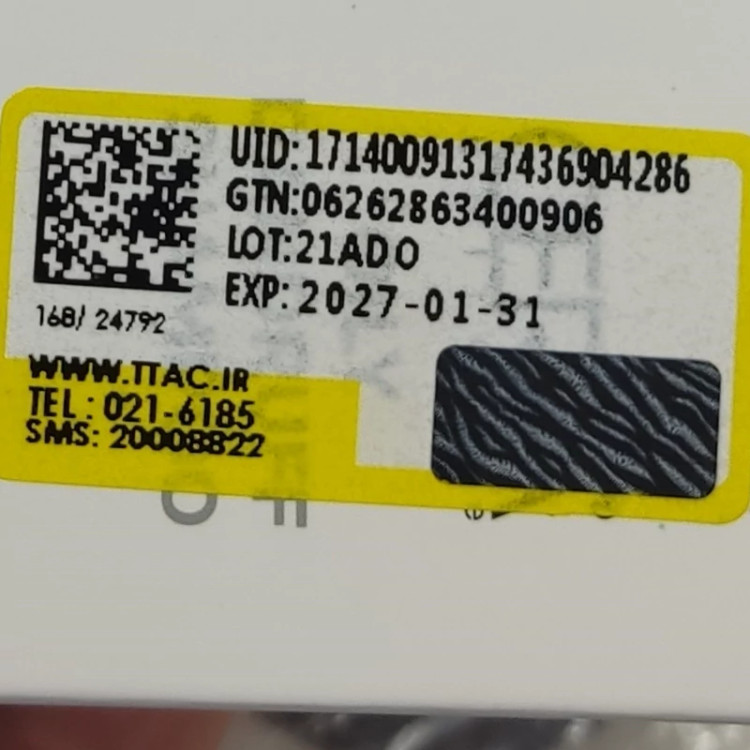 UID:17140091317436904286
GTN:06262863400906
LOT:21ADO
EXP:2027-01-31
168/ 24792
WWW.TTAC.IR
TEL: 021-6185
SMS: 20008822